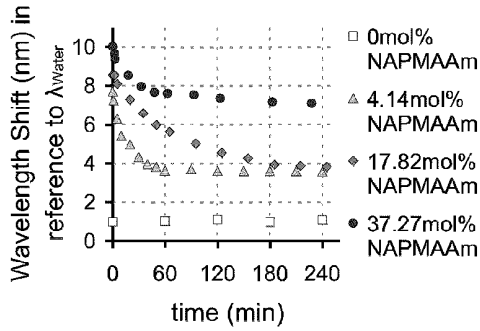 Wavelength Shift (nm) in
reference to λWater
10
8
6
4
2
0
0
60
120
180
240
time (min)
0mol%
NAPMAAm
4.14mol%
NAPMAAm
17.82mol%
NAPMAAm
37.27mol%
NAPMAAm